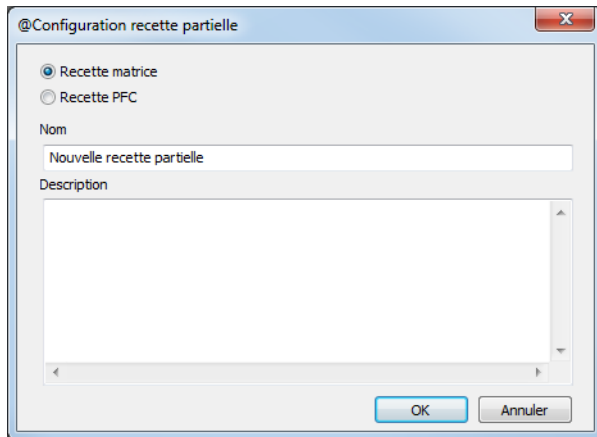 @Configuration recette partielle
Recette matrice
Recette PFC
Nom
Nouvelle recette partielle
Description
OK Annuler